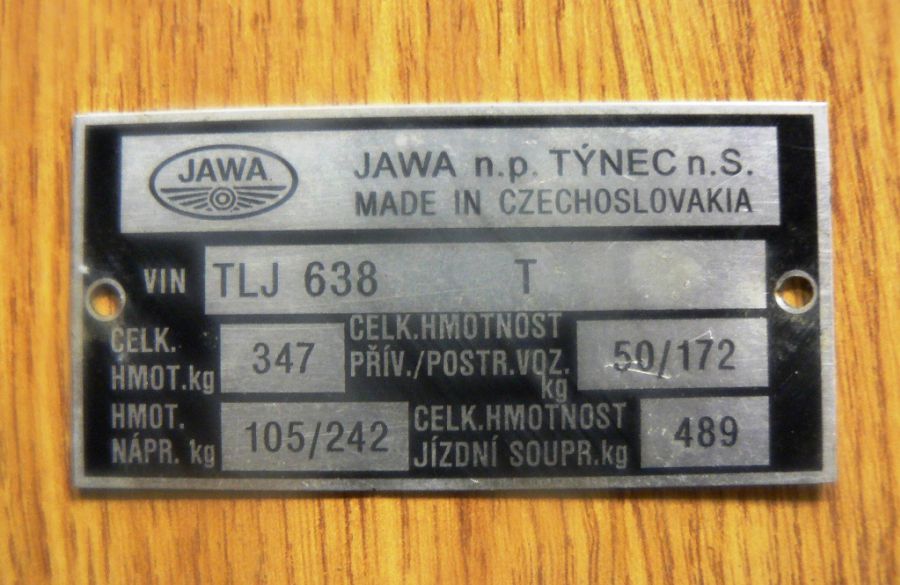 JAWA
JAWA n.p. TÝNEC n.S.
MADE IN CZECHOSLOVAKIA
VIN TLJ 638 T
CELK. HMOT.kg 347
CELK.HMOTNOST PŘÍV./POSTR.VOZ. kg 50/172
HMOT. NÁPR. kg 105/242
CELK.HMOTNOST JÍZDNÍ SOUPR.kg 489